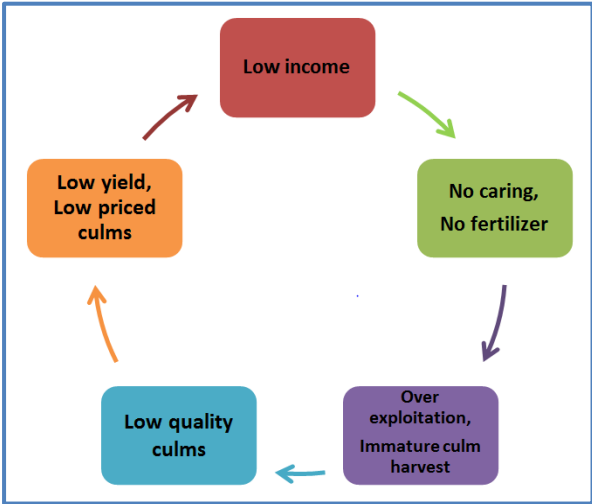 Low income
No caring,
No fertilizer
Over
exploitation,
Immature culm
harvest
Low quality
culms
Low yield,
Low priced
culms